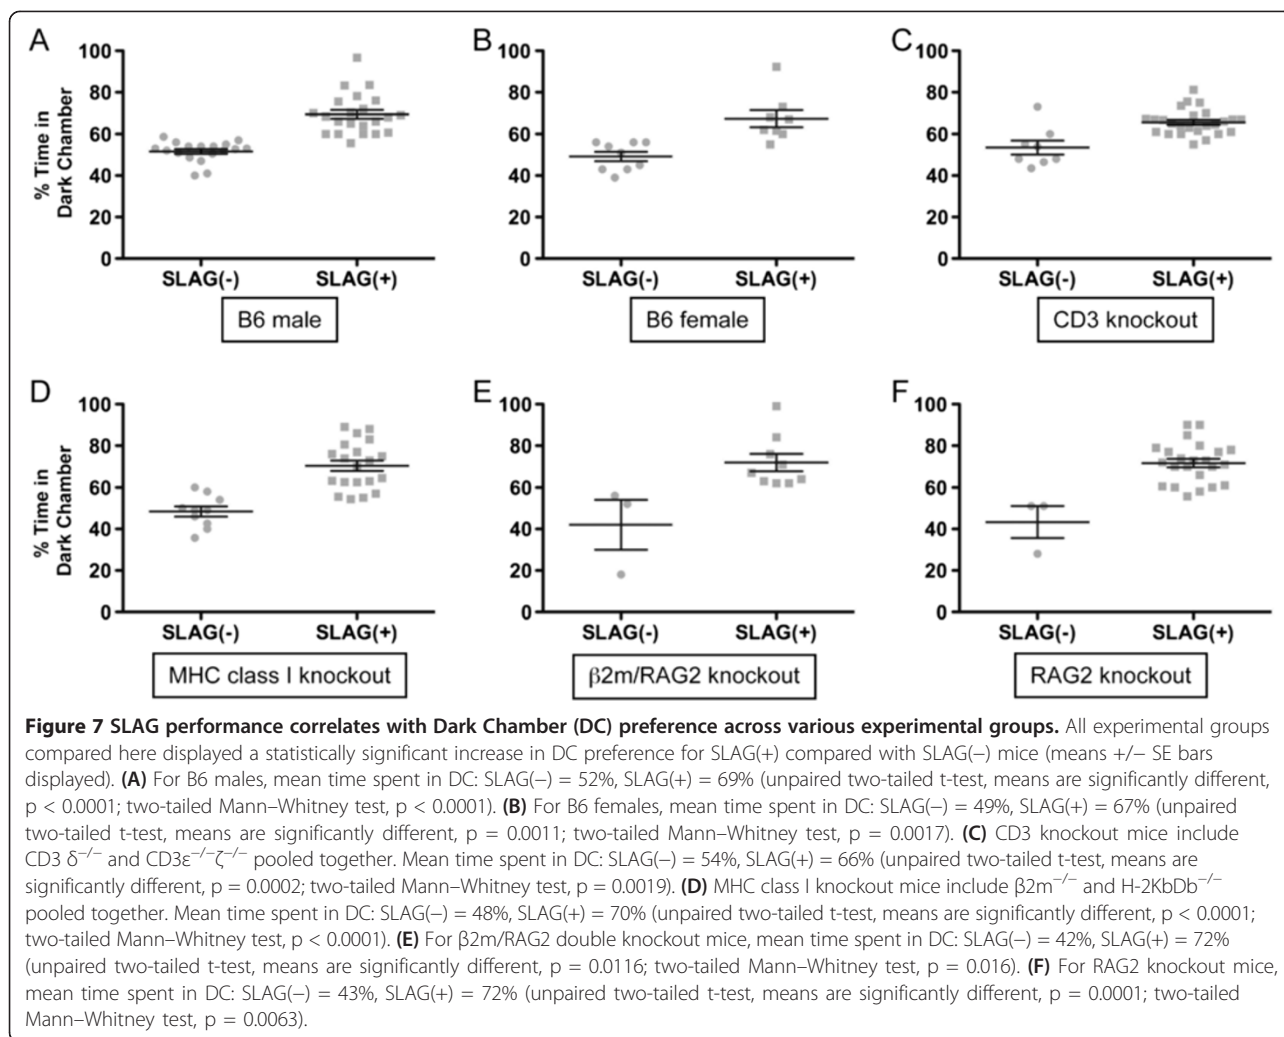 A
100
80
60
40
20
0
% Time in
Dark Chamber
SLAG(-) SLAG(+)
B6 male
B
100
80
60
40
20
0
SLAG(-) SLAG(+)
B6 female
C
100
80
60
40
20
0
SLAG(-) SLAG(+)
CD3 knockout
D
100
80
60
40
20
0
% Time in
Dark Chamber
SLAG(-) SLAG(+)
MHC class I knockout
E
100
80
60
40
20
0
SLAG(-) SLAG(+)
β2m/RAG2 knockout
F
100
80
60
40
20
0
SLAG(-) SLAG(+)
RAG2 knockout
Figure 7 SLAG performance correlates with Dark Chamber (DC) preference across various experimental groups. All experimental groups
compared here displayed a statistically significant increase in DC preference for SLAG(+) compared with SLAG(−) mice (means +/− SE bars
displayed). (A) For B6 males, mean time spent in DC: SLAG(−) = 52%, SLAG(+) = 69% (unpaired two-tailed t-test, means are significantly different,
p < 0.0001; two-tailed Mann–Whitney test, p < 0.0001). (B) For B6 females, mean time spent in DC: SLAG(−) = 49%, SLAG(+) = 67% (unpaired
two-tailed t-test, means are significantly different, p = 0.0011; two-tailed Mann–Whitney test, p = 0.0017). (C) CD3 knockout mice include
CD3 δ⁻/⁻ and CD3ε⁻/⁻ζ⁻/⁻ pooled together. Mean time spent in DC: SLAG(−) = 54%, SLAG(+) = 66% (unpaired two-tailed t-test, means are
significantly different, p = 0.0002; two-tailed Mann–Whitney test, p = 0.0019). (D) MHC class I knockout mice include β2m⁻/⁻ and H-2KbDb⁻/⁻
pooled together. Mean time spent in DC: SLAG(−) = 48%, SLAG(+) = 70% (unpaired two-tailed t-test, means are significantly different, p < 0.0001;
two-tailed Mann–Whitney test, p < 0.0001). (E) For β2m/RAG2 double knockout mice, mean time spent in DC: SLAG(−) = 42%, SLAG(+) = 72%
(unpaired two-tailed t-test, means are significantly different, p = 0.0116; two-tailed Mann–Whitney test, p = 0.016). (F) For RAG2 knockout mice,
mean time spent in DC: SLAG(−) = 43%, SLAG(+) = 72% (unpaired two-tailed t-test, means are significantly different, p = 0.0001; two-tailed
Mann–Whitney test, p = 0.0063).